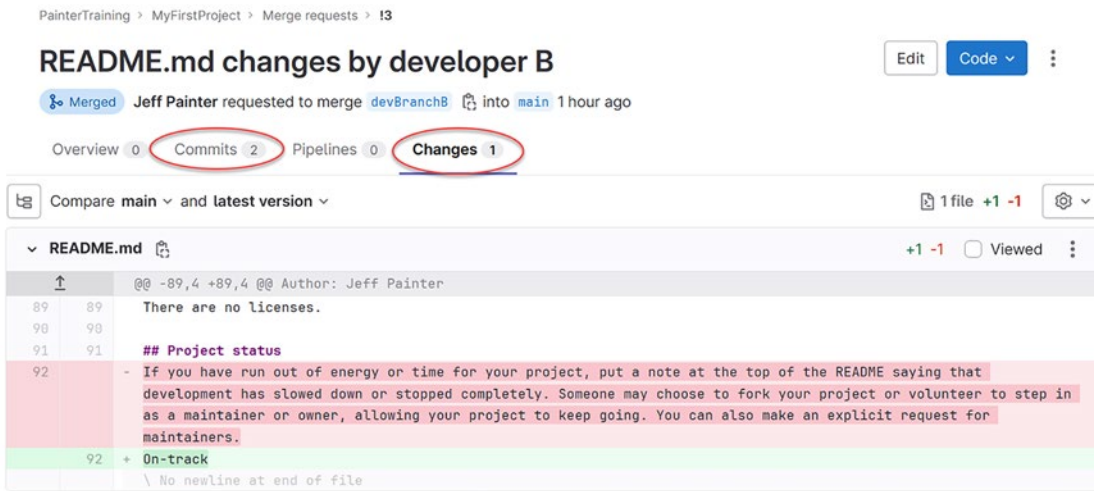 PainterTraining > MyFirstProject > Merge requests > !3
README.md changes by developer B
Edit
Code
Merged Jeff Painter requested to merge devBranchB into main 1 hour ago
Overview 0 Commits 2 Pipelines 0 Changes 1
Compare main and latest version
1 file +1 -1
README.md
+1 -1 Viewed
@@ -89,4 +89,4 @@ Author: Jeff Painter
89 89 There are no licenses.
90 90
91 91 ## Project status
92 - If you have run out of energy or time for your project, put a note at the top of the README saying that
development has slowed down or stopped completely. Someone may choose to fork your project or volunteer to step in
as a maintainer or owner, allowing your project to keep going. You can also make an explicit request for
maintainers.
92 + On-track
\ No newline at end of file